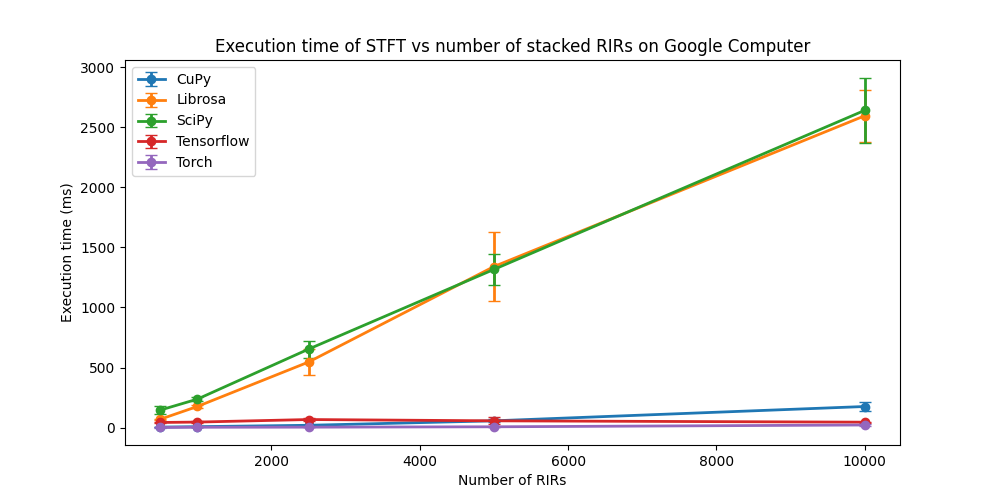 Execution time of STFT vs number of stacked RIRs on Google Computer
3000
2500
2000
1500
1000
500
0
Execution time (ms)
CuPy
Librosa
SciPy
Tensorflow
Torch
2000
4000
6000
8000
10000
Number of RIRs